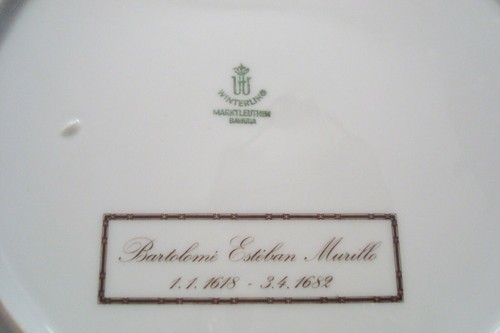 WINTERLING
MARKTLEUTHEN
BAVARIA
Bartolomé Estéban Murillo
1.1.1618 - 3.4.1682